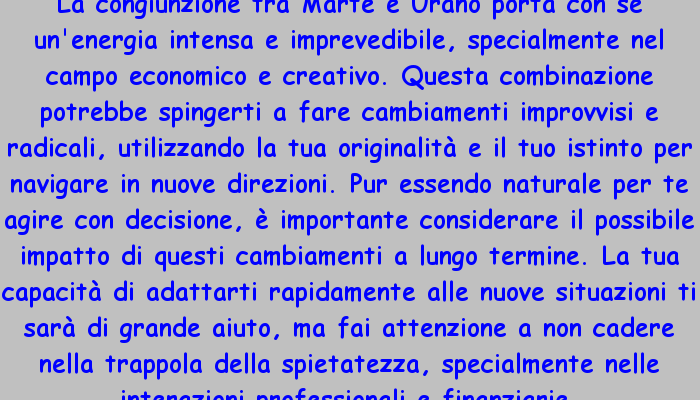 La congiunzione tra Marte e Urano porta con sé
un'energia intensa e imprevedibile, specialmente nel
campo economico e creativo. Questa combinazione
potrebbe spingerti a fare cambiamenti improvvisi e
radicali, utilizzando la tua originalità e il tuo istinto per
navigare in nuove direzioni. Pur essendo naturale per te
agire con decisione, è importante considerare il possibile
impatto di questi cambiamenti a lungo termine. La tua
capacità di adattarti rapidamente alle nuove situazioni ti
sarà di grande aiuto, ma fai attenzione a non cadere
nella trappola della spietatezza, specialmente nelle
interazioni professionali e finanziarie